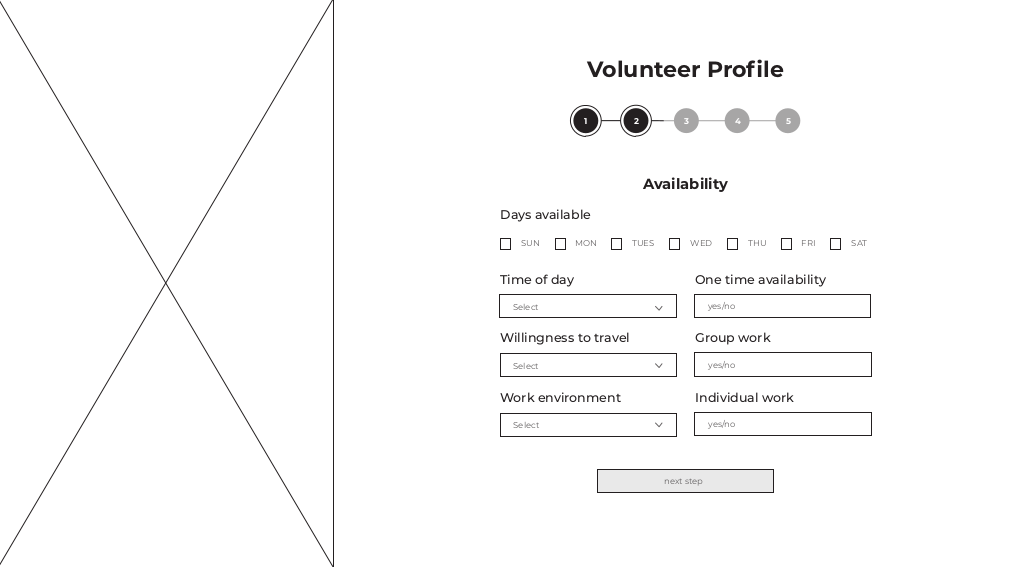 Volunteer Profile
1 2 3 4 5
Availability
Days available
SUN MON TUES WED THU FRI SAT
Time of day One time availability
Select yes/no
Willingness to travel Group work
Select yes/no
Work environment Individual work
Select yes/no
next step